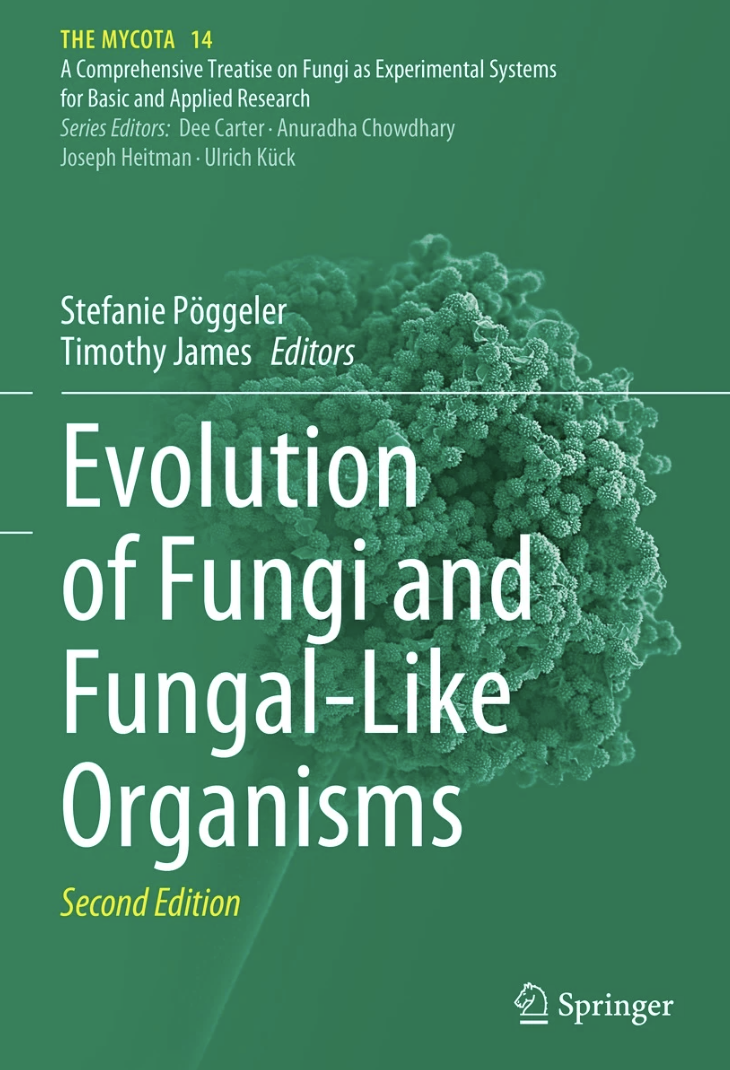 THE MYCOTA 14
A Comprehensive Treatise on Fungi as Experimental Systems
for Basic and Applied Research
Series Editors: Dee Carter · Anuradha Chowdhary
Joseph Heitman · Ulrich Kück
Stefanie Pöggeler
Timothy James Editors
Evolution
of Fungi and
Fungal-Like
Organisms
Second Edition
Springer